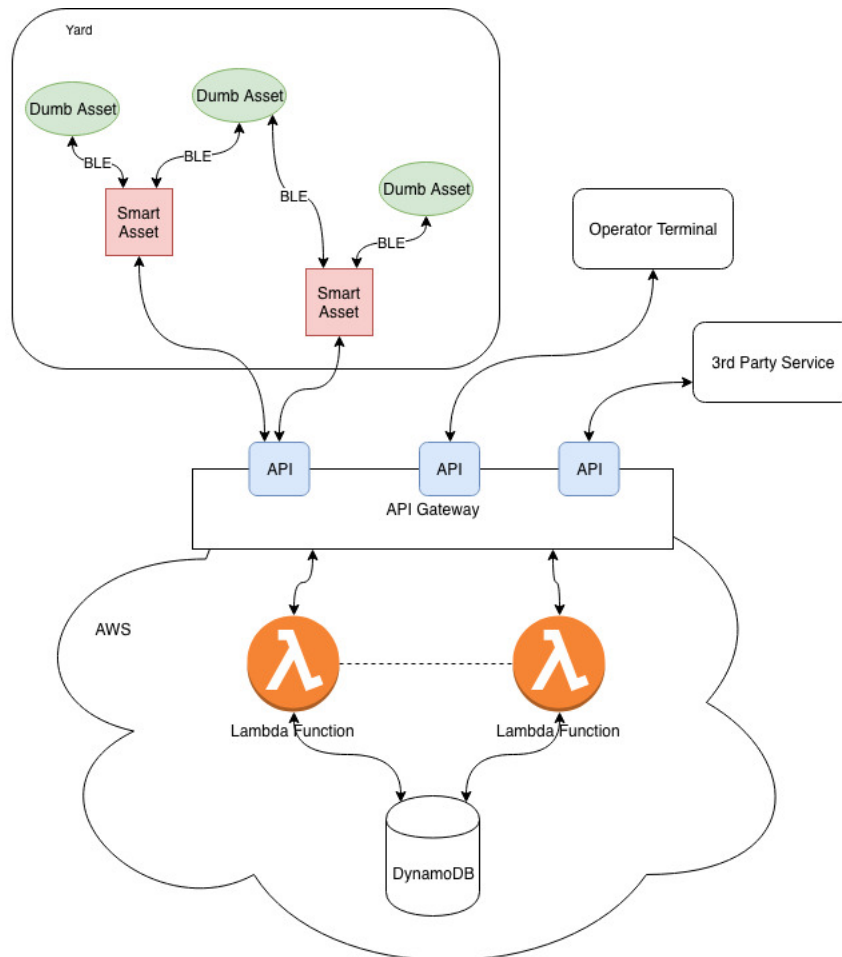 Yard
Dumb Asset
Dumb Asset
BLE
BLE
Dumb Asset
BLE
Smart
Asset
BLE
Operator Terminal
Smart
Asset
3rd Party Service
API
API
API
API Gateway
AWS
λ
λ
Lambda Function
Lambda Function
DynamoDB